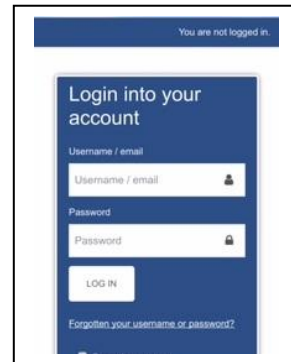 You are not logged in.
Login into your
account
Username / email
Username / email
Password
Password
LOG IN
Forgotten your username or password?